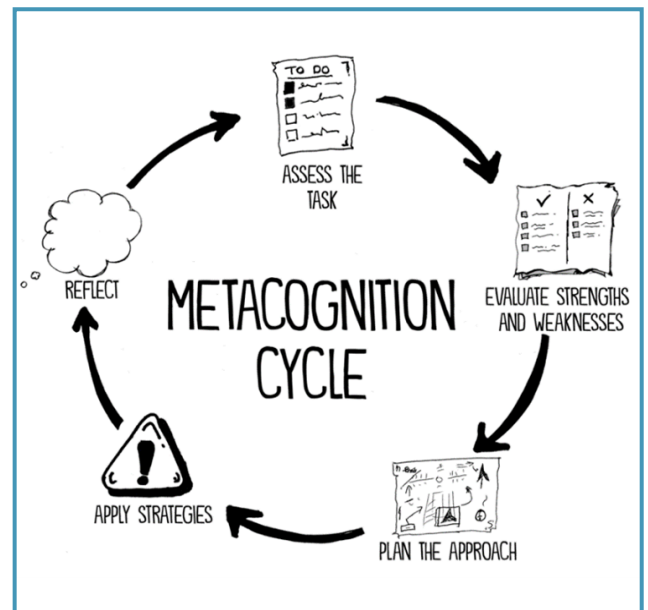 TO DO
ASSESS THE
TASK
EVALUATE STRENGTHS
AND WEAKNESSES
PLAN THE APPROACH
APPLY STRATEGIES
REFLECT
METACOGNITION
CYCLE